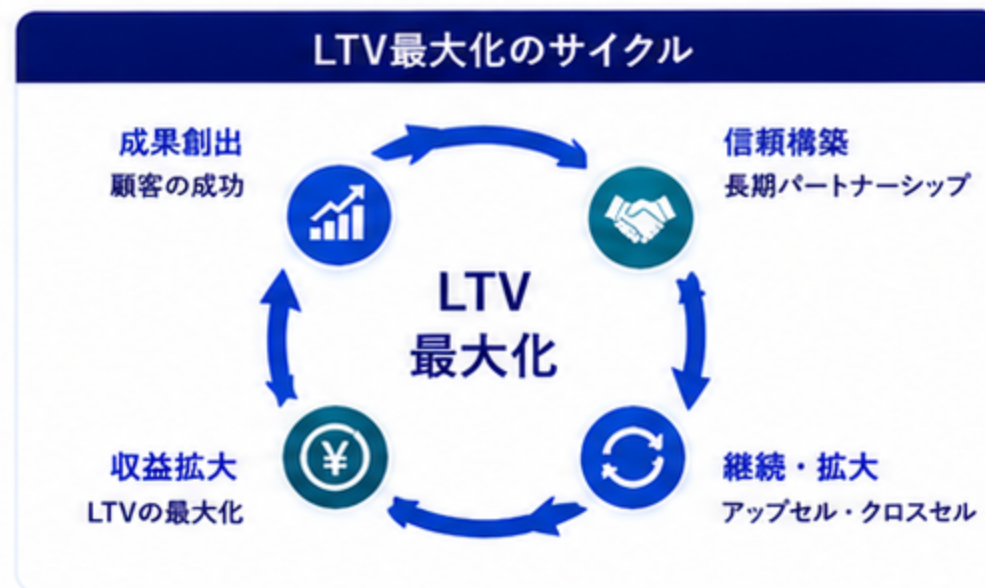 LTV最大化のサイクル
成果創出
顧客の成功
信頼構築
長期パートナーシップ
LTV
最大化
収益拡大
LTVの最大化
¥
継続・拡大
アップセル・クロスセル